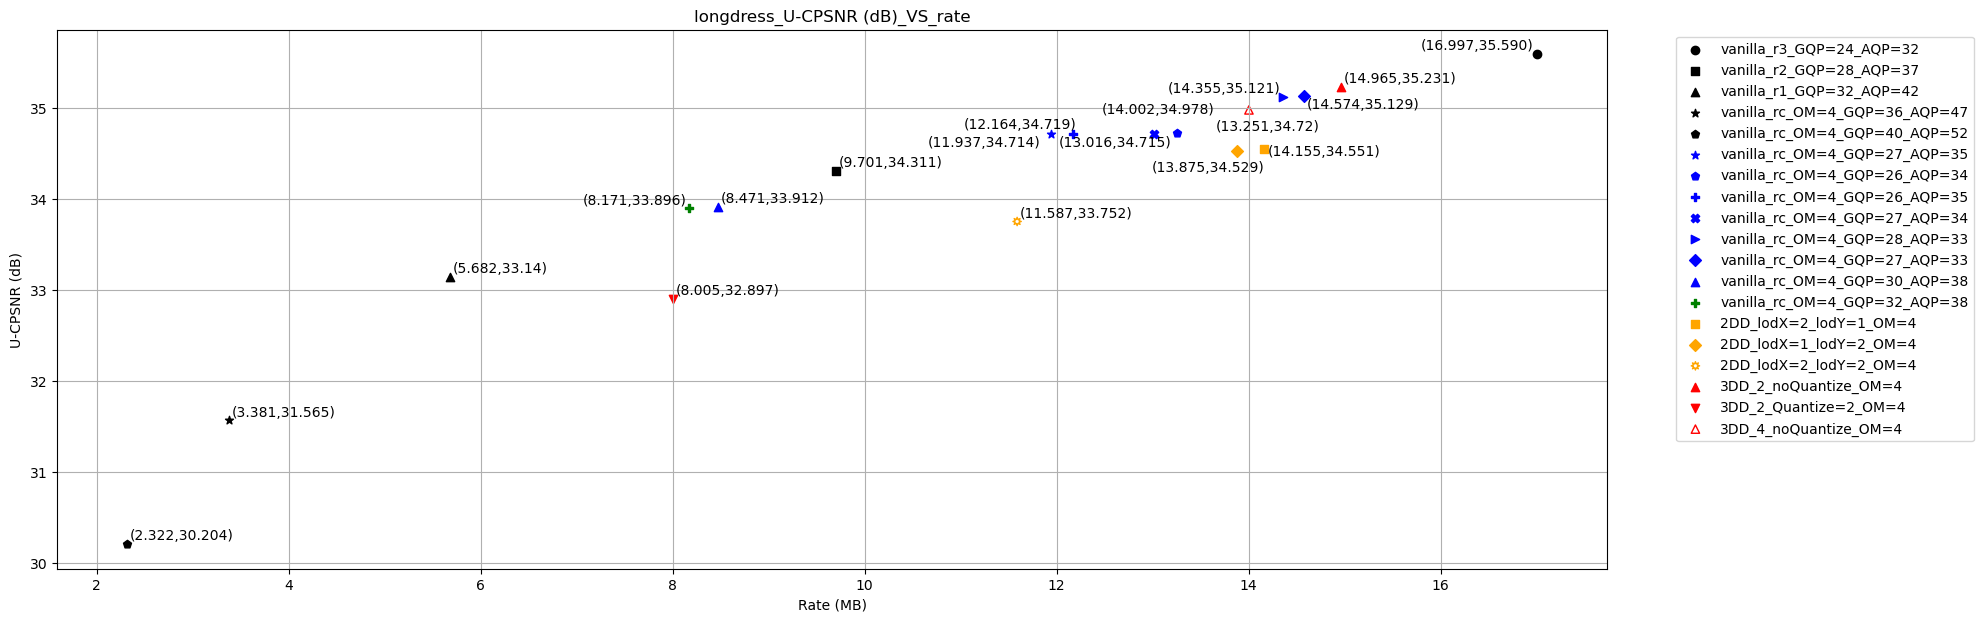 longdress_U-CPSNR (dB)_VS_rate
U-CPSNR (dB)
35
34
33
32
31
30
(16.997,35.590)
(14.965,35.231)
(14.355,35.121)
(14.574,35.129)
(14.002,34.978)
(12.164,34.719)
(13.251,34.72)
(11.937,34.714)
(13.016,34.715)
(14.155,34.551)
(13.875,34.529)
(9.701,34.311)
(8.171,33.896)
(8.471,33.912)
(11.587,33.752)
(5.682,33.14)
(8.005,32.897)
(3.381,31.565)
(2.322,30.204)
2
4
6
8
10
12
14
16
Rate (MB)
vanilla_r3_GQP=24_AQP=32
vanilla_r2_GQP=28_AQP=37
vanilla_r1_GQP=32_AQP=42
vanilla_rc_OM=4_GQP=36_AQP=47
vanilla_rc_OM=4_GQP=40_AQP=52
vanilla_rc_OM=4_GQP=27_AQP=35
vanilla_rc_OM=4_GQP=26_AQP=34
vanilla_rc_OM=4_GQP=26_AQP=35
vanilla_rc_OM=4_GQP=27_AQP=34
vanilla_rc_OM=4_GQP=28_AQP=33
vanilla_rc_OM=4_GQP=27_AQP=33
vanilla_rc_OM=4_GQP=30_AQP=38
vanilla_rc_OM=4_GQP=32_AQP=38
2DD_lodX=2_lodY=1_OM=4
2DD_lodX=1_lodY=2_OM=4
2DD_lodX=2_lodY=2_OM=4
3DD_2_noQuantize_OM=4
3DD_2_Quantize=2_OM=4
3DD_4_noQuantize_OM=4